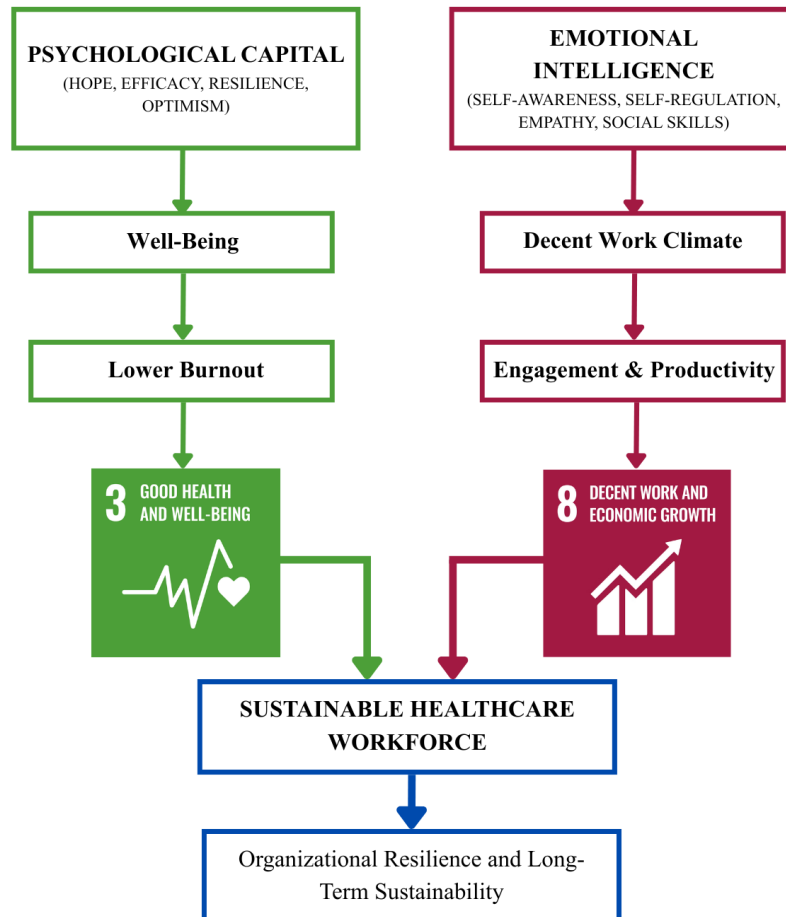 PSYCHOLOGICAL CAPITAL
(HOPE, EFFICACY, RESILIENCE,
OPTIMISM)
EMOTIONAL
INTELLIGENCE
(SELF-AWARENESS, SELF-REGULATION,
EMPATHY, SOCIAL SKILLS)
Well-Being
Decent Work Climate
Lower Burnout
Engagement & Productivity
3 GOOD HEALTH
AND WELL-BEING
8 DECENT WORK AND
ECONOMIC GROWTH
SUSTAINABLE HEALTHCARE
WORKFORCE
Organizational Resilience and Long-
Term Sustainability